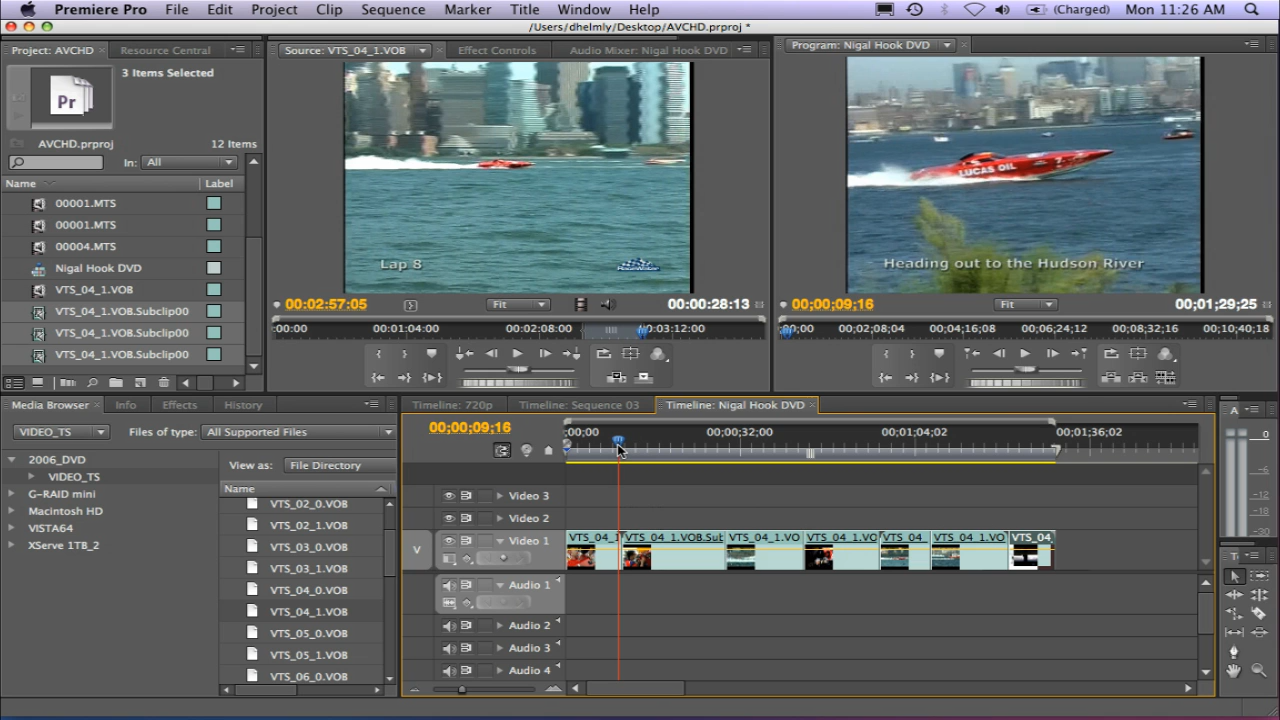 Premiere Pro File Edit Project Clip Sequence Marker Title Window Help (Charged) Mon 11:26 AM
/Users/dhelmly/Desktop/AVCHD.prproj *
Project: AVCHD Resource Central
3 Items Selected
Pr
AVCHD.prproj 12 Items
In: All
Name Label
00001.MTS
00001.MTS
00004.MTS
Nigal Hook DVD
VTS_04_1.VOB
VTS_04_1.VOB.Subclip00
VTS_04_1.VOB.Subclip00
VTS_04_1.VOB.Subclip00
Source: VTS_04_1.VOB Effect Controls Audio Mixer: Nigal Hook DVD
Lap 8
00:02:57:05 Fit 00:00:28:13
:00:00 00:01:04:00 00:02:08:00 00:03:12:00
Program: Nigal Hook DVD
LUCAS OIL
Heading out to the Hudson River
00;00;09;16 Fit 00;01;29;25
;00;00 00;02;08;04 00;04;16;08 00;06;24;12 00;08;32;16 00;10;40;18
Media Browser Info Effects History
VIDEO_TS Files of type: All Supported Files
2006_DVD
VIDEO_TS
G-RAID mini
Macintosh HD
VISTA64
XServe 1TB_2
View as: File Directory
Name
VTS_02_0.VOB
VTS_02_1.VOB
VTS_03_0.VOB
VTS_03_1.VOB
VTS_04_0.VOB
VTS_04_1.VOB
VTS_05_0.VOB
VTS_05_1.VOB
VTS_06_0.VOB
Timeline: 720p Timeline: Sequence 03 Timeline: Nigal Hook DVD
00;00;09;16
;00;00 00;00;32;00 00;01;04;02 00;01;36;02
Video 3
Video 2
V Video 1
VTS_04_1 VTS_04_1.VOB.Sub VTS_04_1.VO VTS_04_1.VO VTS_04_ VTS_04_1.VO VTS_04_
Audio 1
Audio 2
Audio 3
Audio 4
A
0
-6
-12
-18
-30
T